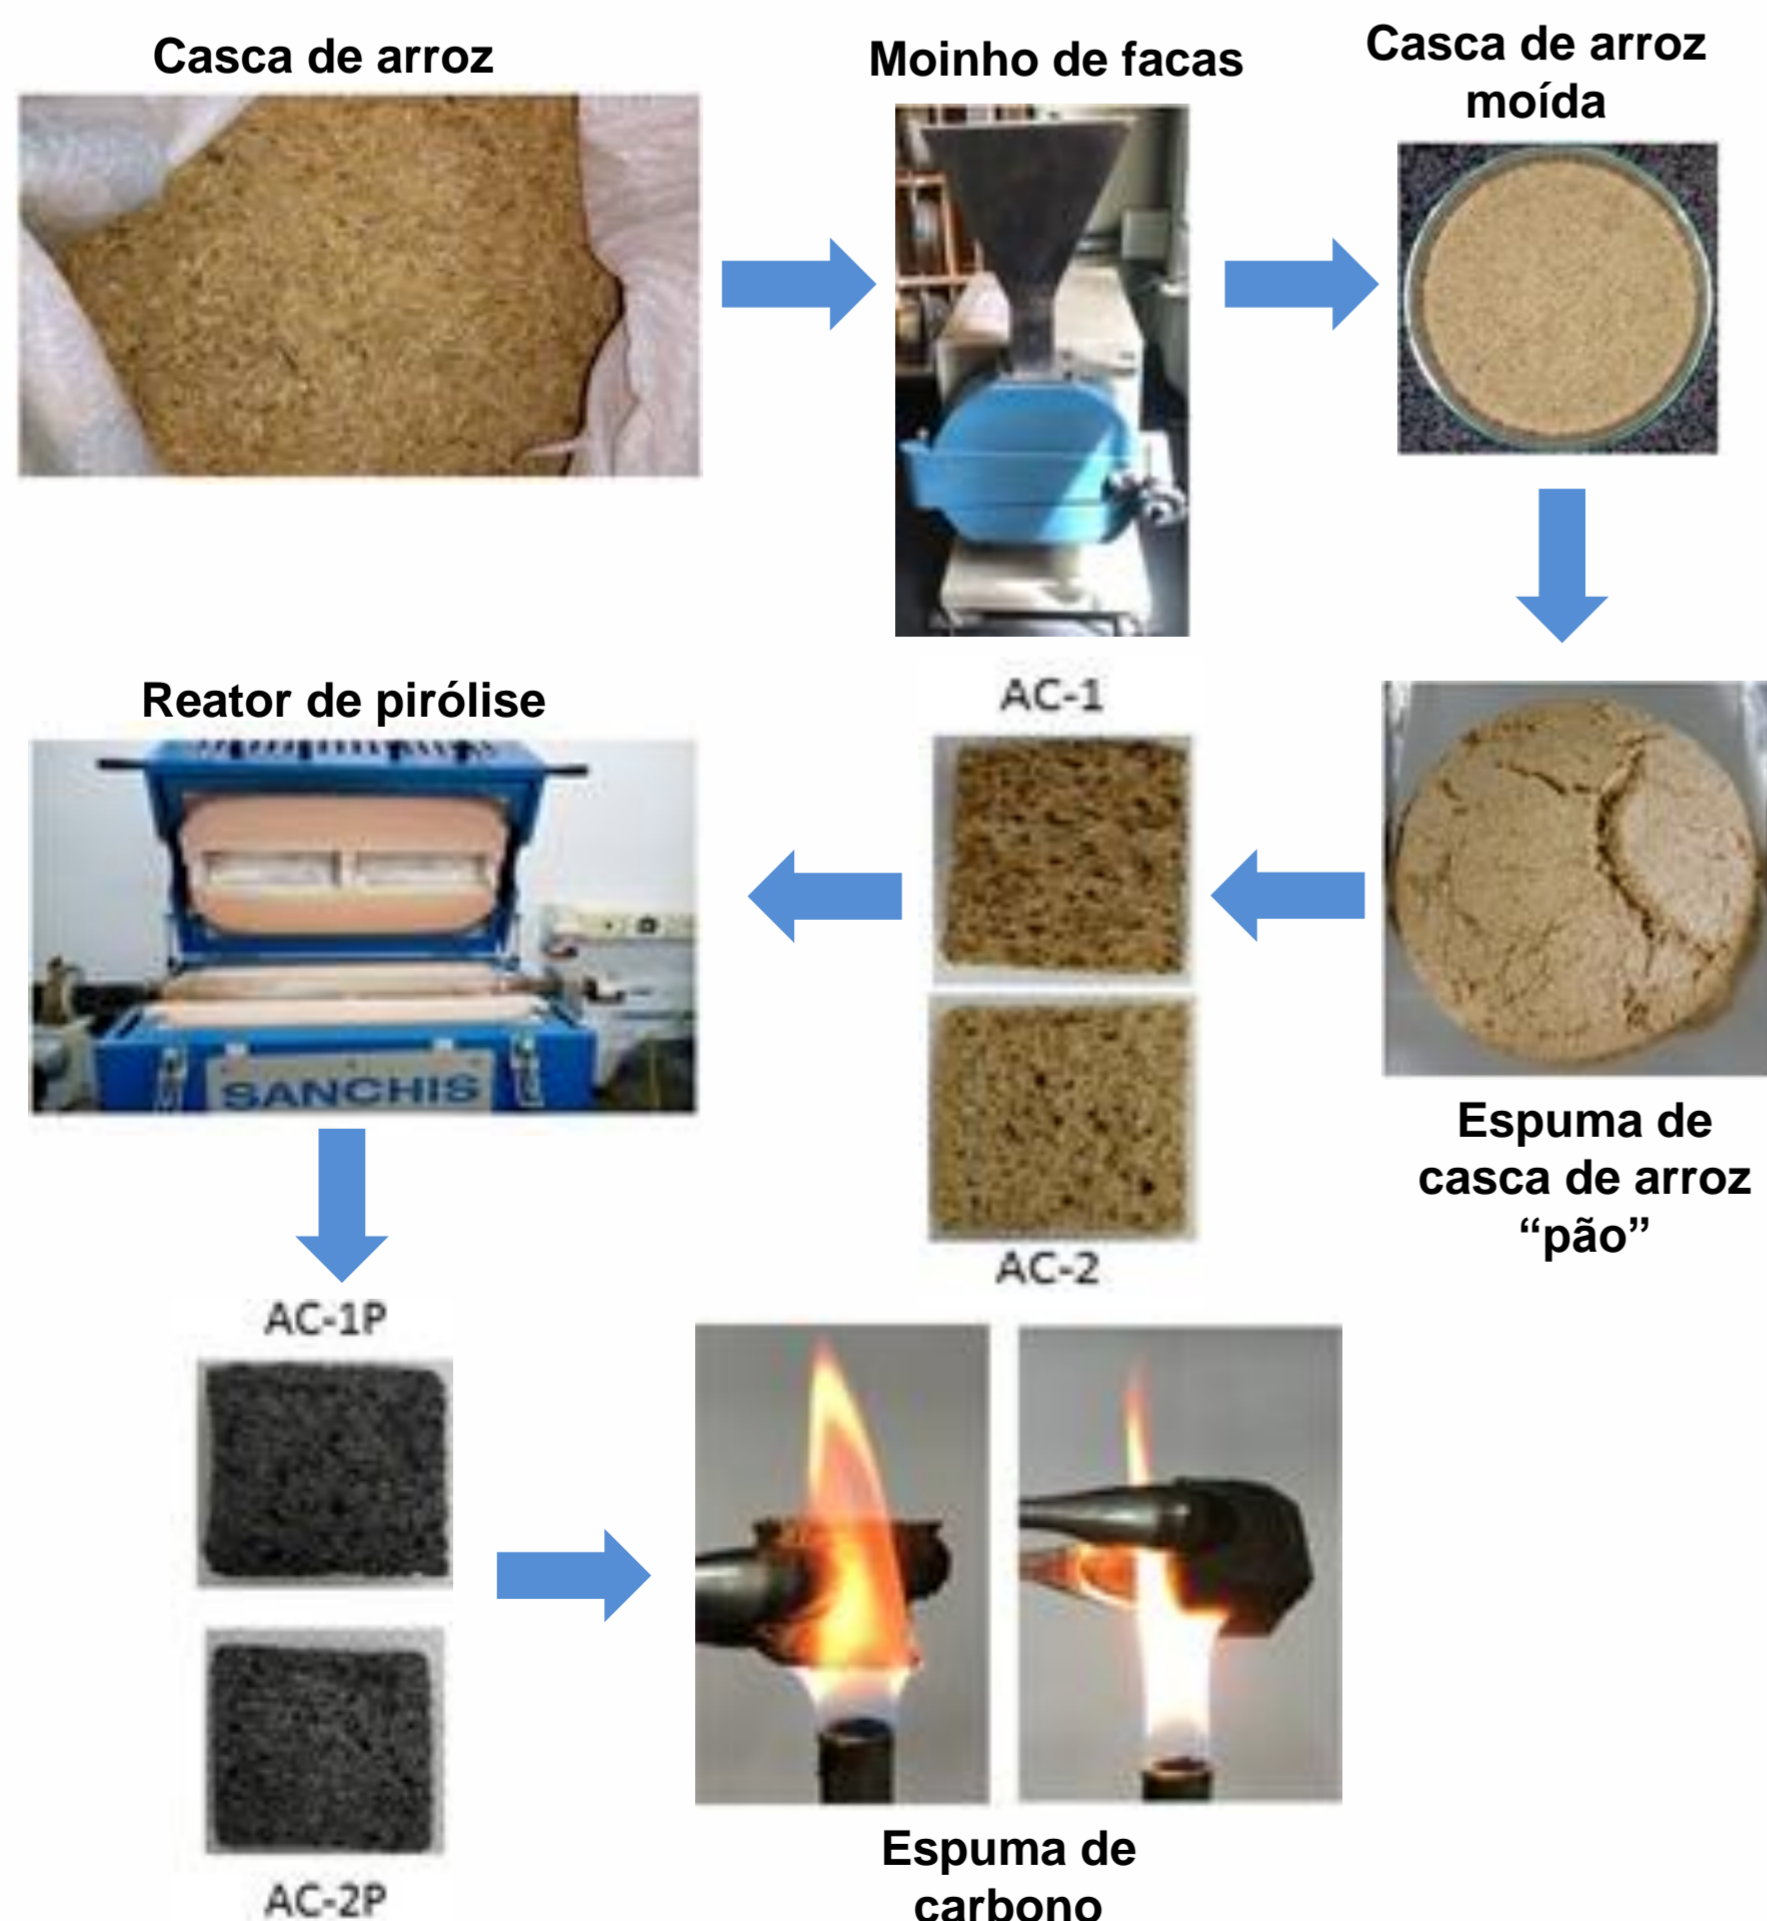 Casca de arroz
Moinho de facas
Casca de arroz
moída
AC-1
Reator de pirólise
SANCHIS
Espuma de
casca de arroz
“pão”
AC-2
AC-1P
AC-2P
Espuma de
carbono